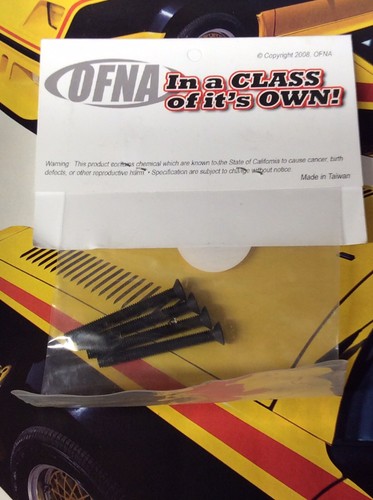 © Copyright 2008. OFNA
OFNA
In a CLASS
of it's OWN!
Warning: This product contains chemical which are known to the State of California to cause cancer, birth
defects, or other reproductive harm. • Specification are subject to change without notice
Made in Taiwan